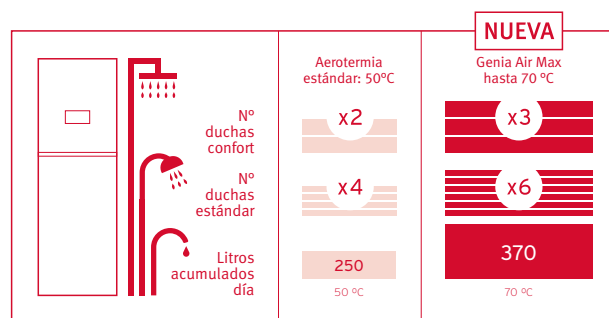 NUEVA
Aerotermia
estándar: 50ºC
Genia Air Max
hasta 70 ºC
Nº
duchas
confort
x2
x3
Nº
duchas
estándar
x4
x6
Litros
acumulados
día
250
370
50 ºC
70 ºC